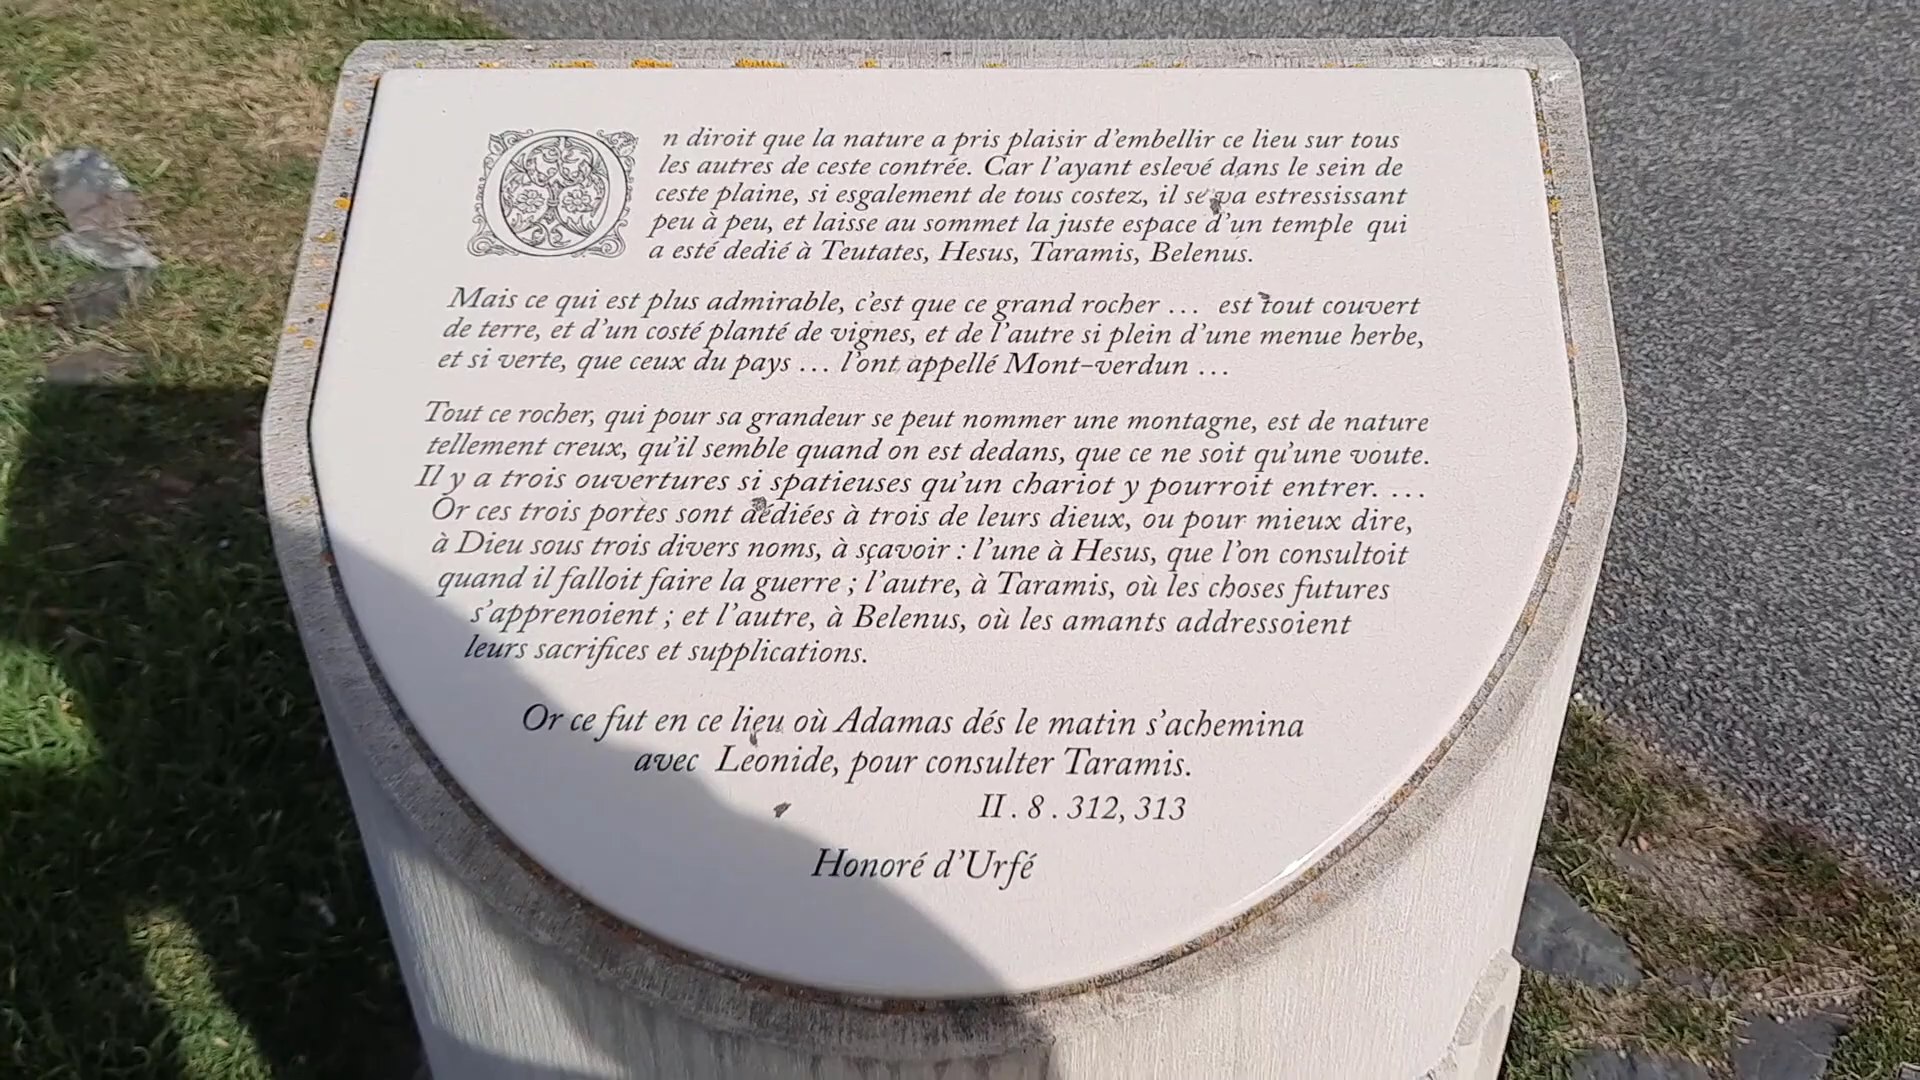 On diroit que la nature a pris plaisir d'embellir ce lieu sur tous
les autres de ceste contrée. Car l'ayant eslevé dans le sein de
ceste plaine, si esgalement de tous costez, il se va estressissant
peu à peu, et laisse au sommet la juste espace d'un temple qui
a esté dedié à Teutates, Hesus, Taramis, Belenus.
Mais ce qui est plus admirable, c'est que ce grand rocher ... est tout couvert
de terre, et d'un costé planté de vignes, et de l'autre si plein d'une menue herbe,
et si verte, que ceux du pays ... l'ont appellé Mont-verdun ...
Tout ce rocher, qui pour sa grandeur se peut nommer une montagne, est de nature
tellement creux, qu'il semble quand on est dedans, que ce ne soit qu'une voute.
Il y a trois ouvertures si spatieuses qu'un chariot y pourroit entrer. ...
Or ces trois portes sont dédiées à trois de leurs dieux, ou pour mieux dire,
à Dieu sous trois divers noms, à sçavoir : l'une à Hesus, que l'on consultoit
quand il falloit faire la guerre ; l'autre, à Taramis, où les choses futures
s'apprenoient ; et l'autre, à Belenus, où les amants addressoient
leurs sacrifices et supplications.
Or ce fut en ce lieu où Adamas dés le matin s'achemina
avec Leonide, pour consulter Taramis.
II . 8 . 312, 313
Honoré d'Urfé